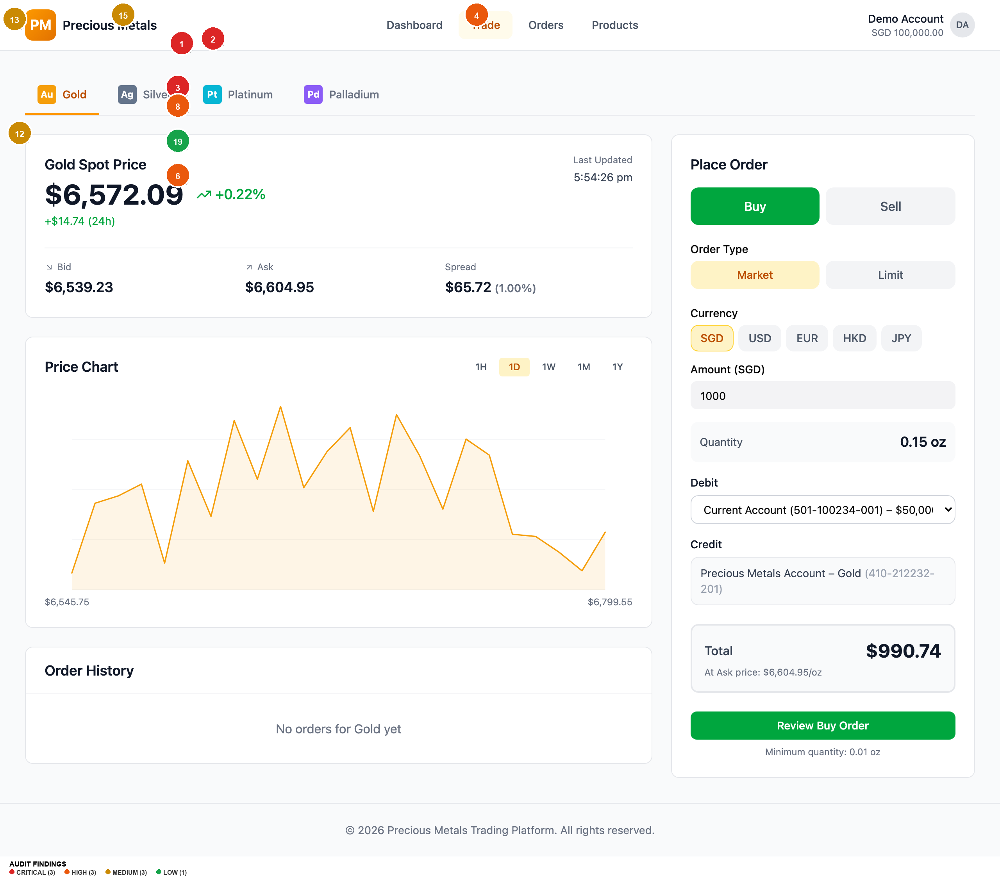 13
PM
Precious Metals
15
1
2
Dashboard
4
Trade
Orders
Products
Demo Account
SGD 100,000.00
DA
Au Gold
Ag Silver
3
8
Pt Platinum
Pd Palladium
12
19
6
Gold Spot Price
$6,572.09
+0.22%
+$14.74 (24h)
Last Updated
5:54:26 pm
Bid
$6,539.23
Ask
$6,604.95
Spread
$65.72 (1.00%)
Price Chart
1H 1D 1W 1M 1Y
$6,545.75
$6,799.55
Order History
No orders for Gold yet
Place Order
Buy
Sell
Order Type
Market
Limit
Currency
SGD USD EUR HKD JPY
Amount (SGD)
1000
Quantity
0.15 oz
Debit
Current Account (501-100234-001) – $50,00
Credit
Precious Metals Account – Gold (410-212232-
201)
Total
$990.74
At Ask price: $6,604.95/oz
Review Buy Order
Minimum quantity: 0.01 oz
© 2026 Precious Metals Trading Platform. All rights reserved.
AUDIT FINDINGS
CRITICAL (3) HIGH (3) MEDIUM (3) LOW (1)